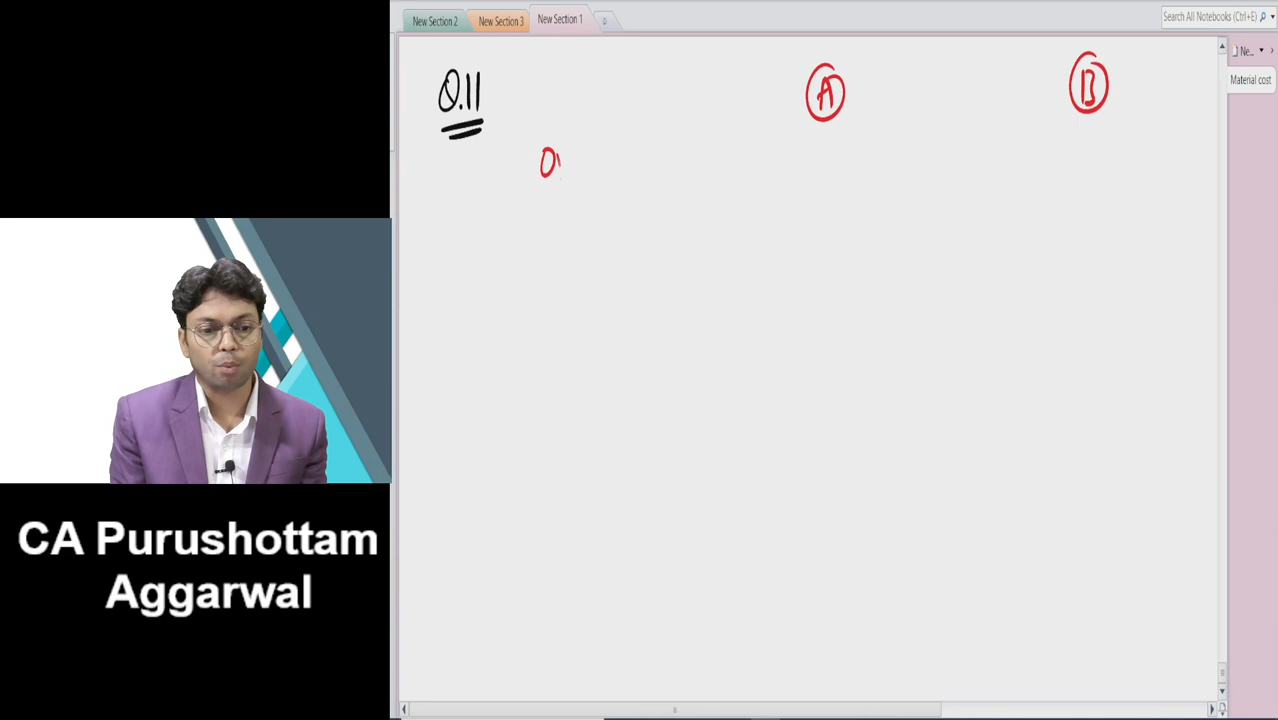 New Section 2 New Section 3 New Section 1
Search All Notebooks (Ctrl+E)
Ne...
Material cost
Q.11 A B
CA Purushottam
Aggarwal